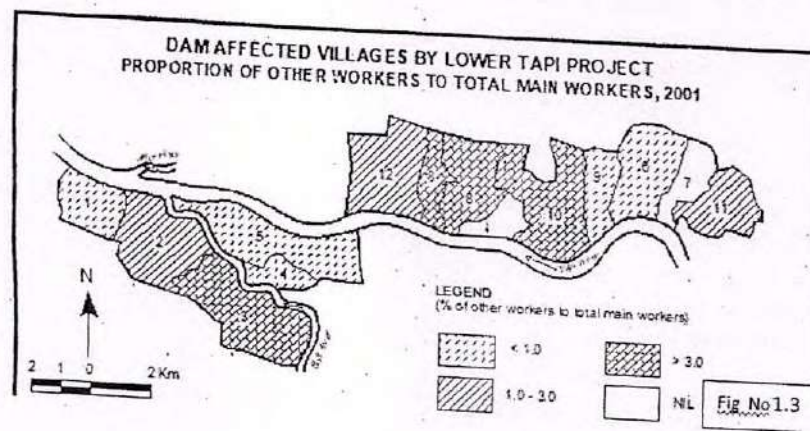 DAM AFFECTED VILLAGES BY LOWER TAPI PROJECT
PROPORTION OF OTHER WORKERS TO TOTAL MAIN WORKERS, 2001
12
8
9
6
7
11
1
10
2
5
4
3
N
LEGEND
(% of other workers to total main workers)
< 1.0
> 3.0
1.0 - 3.0
NIL
Fig No 1.3
2 1 0 2 Km